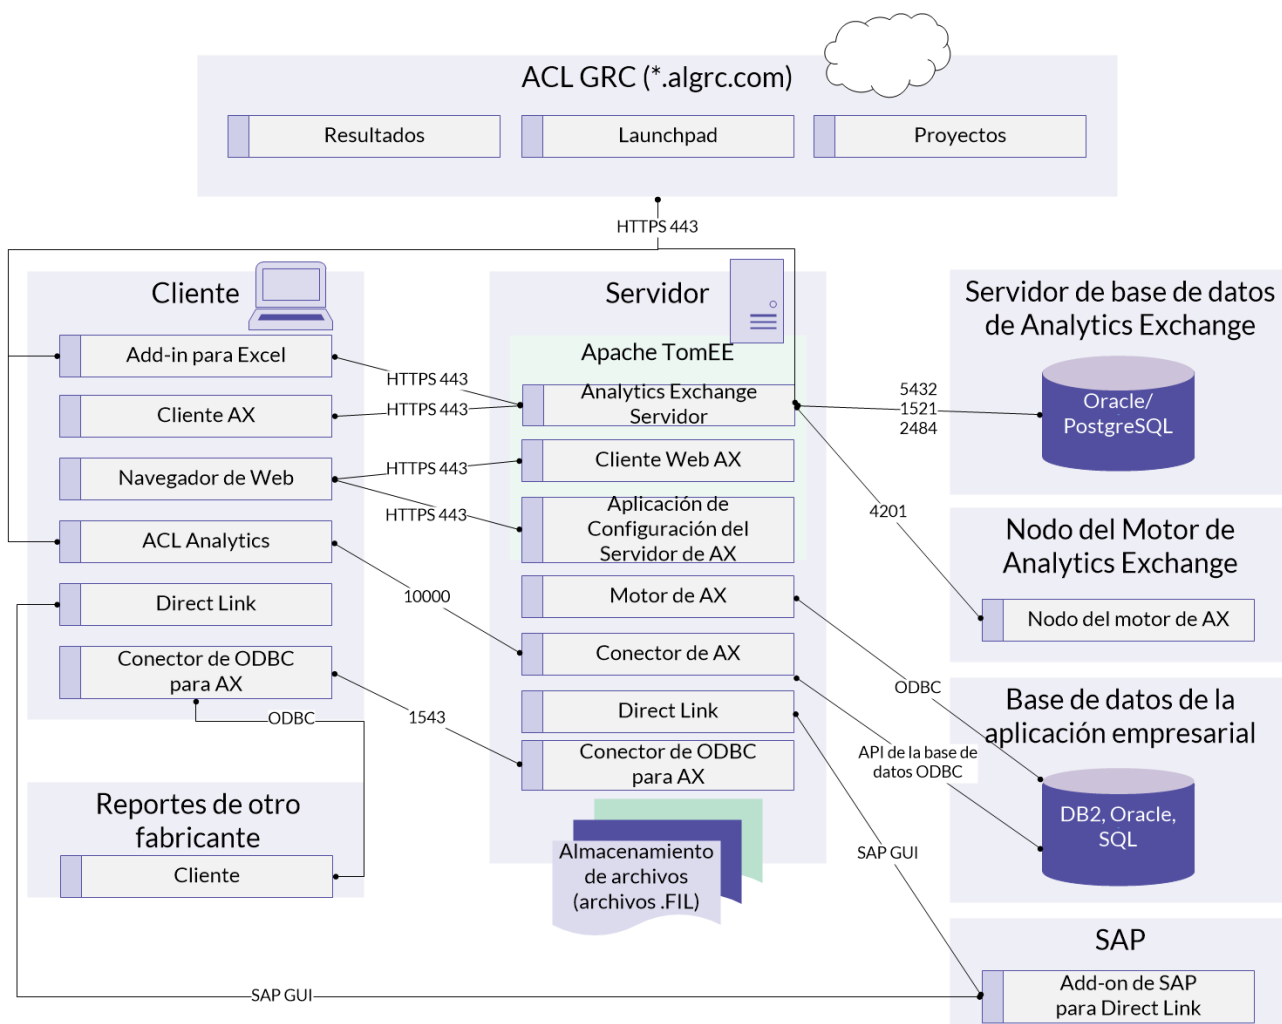 ACL GRC (*.algrc.com)
Resultados
Launchpad
Proyectos
HTTPS 443
Cliente
Add-in para Excel
Cliente AX
Navegador de Web
ACL Analytics
Direct Link
Conector de ODBC
para AX
ODBC
Reportes de otro
fabricante
Cliente
HTTPS 443
HTTPS 443
HTTPS 443
HTTPS 443
10000
1543
Servidor
Apache TomEE
Analytics Exchange
Servidor
Cliente Web AX
Aplicación de
Configuración del
Servidor de AX
Motor de AX
Conector de AX
Direct Link
Conector de ODBC
para AX
Almacenamiento
de archivos
(archivos .FIL)
5432
1521
2484
4201
ODBC
API de la base de
datos ODBC
SAP GUI
SAP GUI
Servidor de base de datos
de Analytics Exchange
Oracle/
PostgreSQL
Nodo del Motor de
Analytics Exchange
Nodo del motor de AX
Base de datos de la
aplicación empresarial
DB2, Oracle,
SQL
SAP
Add-on de SAP
para Direct Link